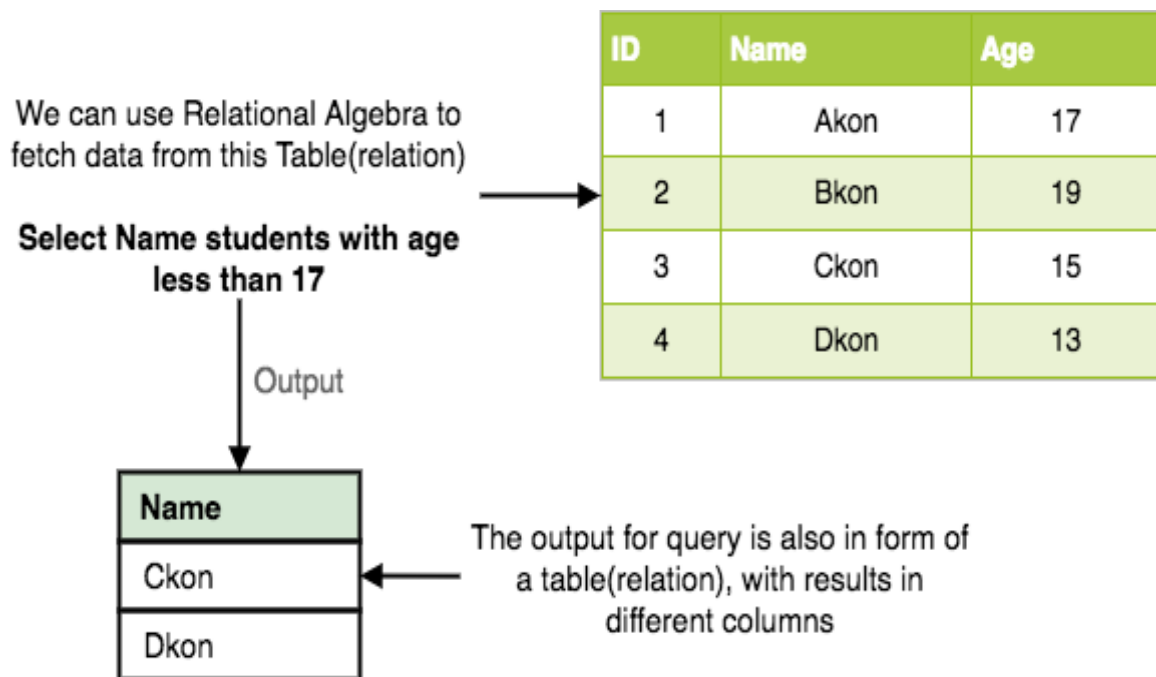 We can use Relational Algebra to
fetch data from this Table(relation)
Select Name students with age
less than 17
ID Name Age
1 Akon 17
2 Bkon 19
3 Ckon 15
4 Dkon 13
Output
Name
Ckon
Dkon
The output for query is also in form of
a table(relation), with results in
different columns